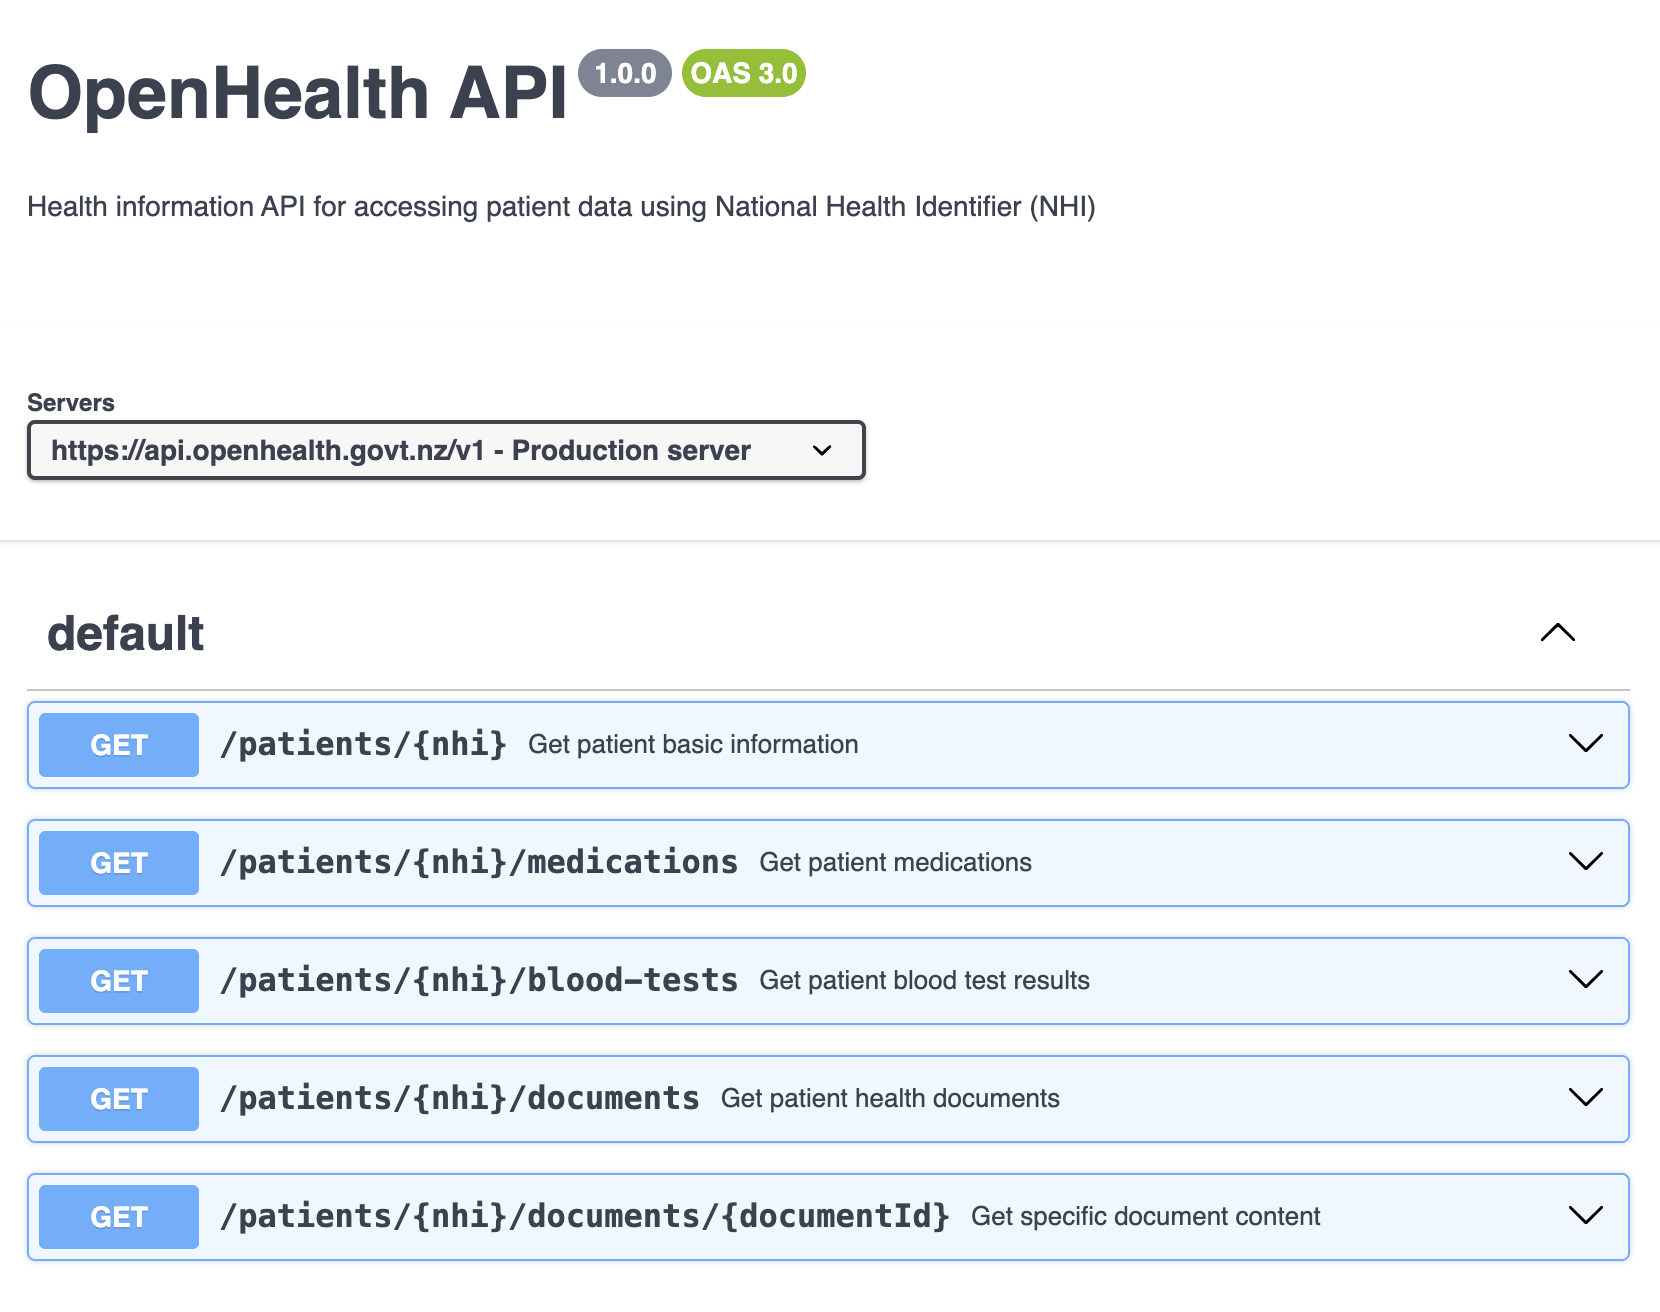 OpenHealth API 1.0.0 OAS 3.0
Health information API for accessing patient data using National Health Identifier (NHI)
Servers
https://api.openhealth.govt.nz/v1 - Production server
default
GET /patients/{nhi} Get patient basic information
GET /patients/{nhi}/medications Get patient medications
GET /patients/{nhi}/blood-tests Get patient blood test results
GET /patients/{nhi}/documents Get patient health documents
GET /patients/{nhi}/documents/{documentId} Get specific document content